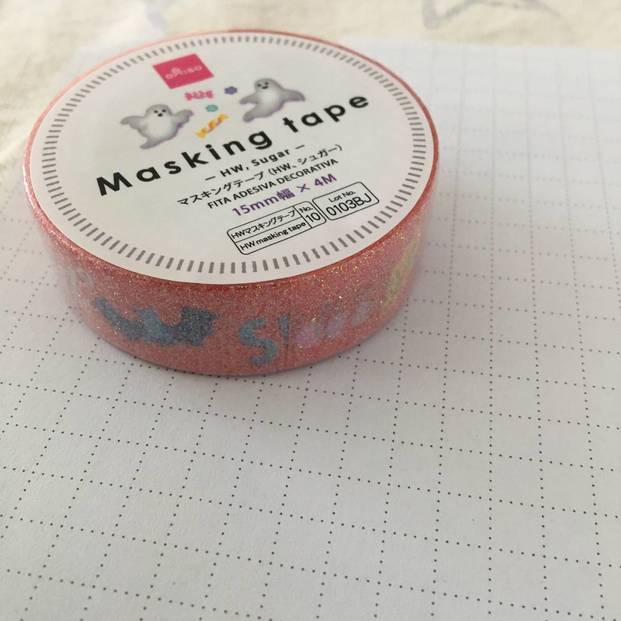 DAISO
Masking tape
— HW, Sugar —
マスキングテープ (HW、シュガー)
FITA ADESIVA DECORATIVA
15mm幅 × 4M
HWマスキングテープ
HW masking tape
No.
10
Lot No.
0103BJ